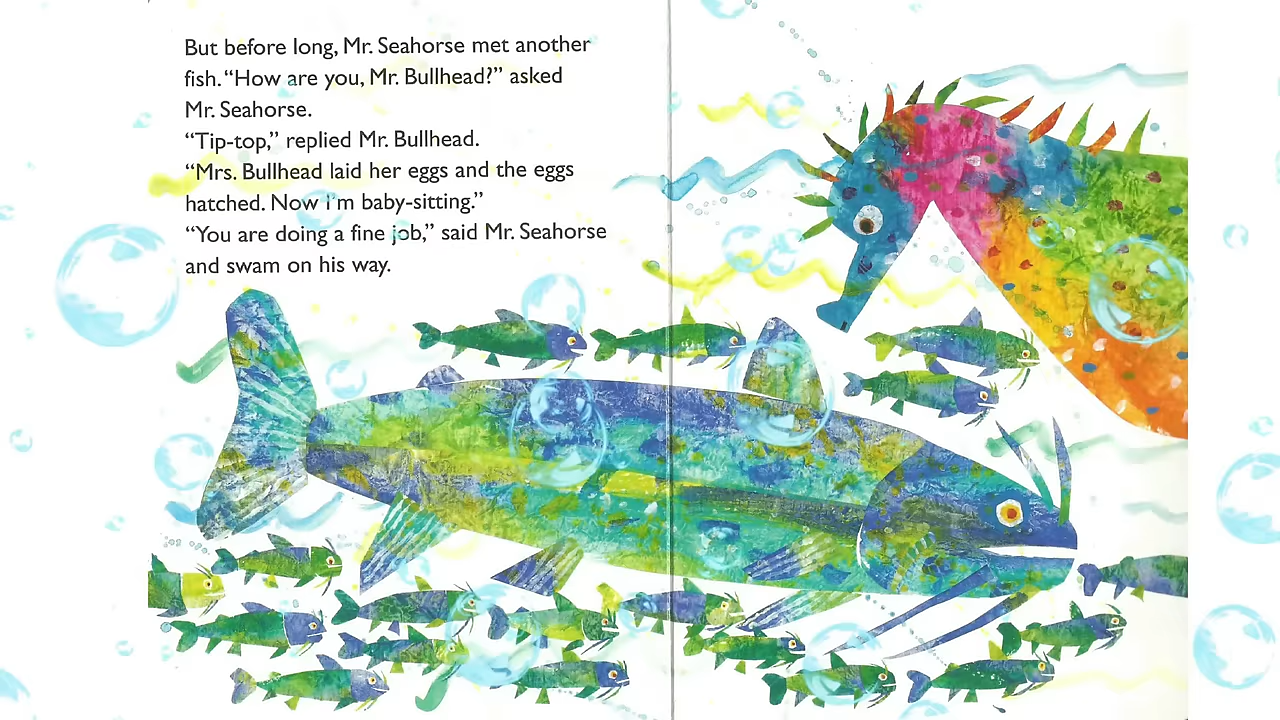 But before long, Mr. Seahorse met another
fish. “How are you, Mr. Bullhead?” asked
Mr. Seahorse.
“Tip-top,” replied Mr. Bullhead.
“Mrs. Bullhead laid her eggs and the eggs
hatched. Now I’m baby-sitting.”
“You are doing a fine job,” said Mr. Seahorse
and swam on his way.